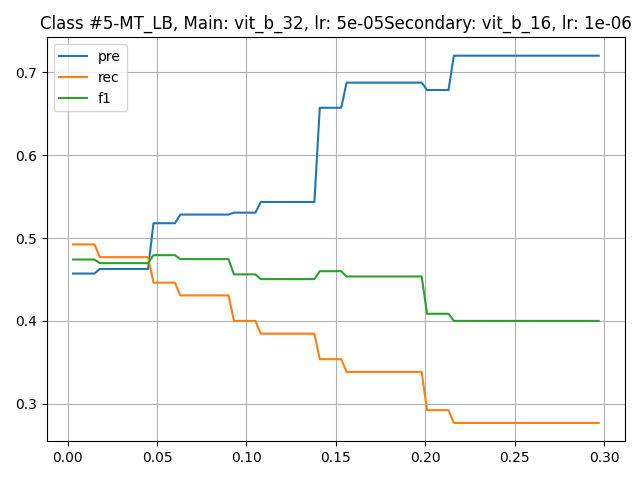 Class #5-MT_LB, Main: vit_b_32, lr: 5e-05Secondary: vit_b_16, lr: 1e-06
pre
rec
f1
0.7
0.6
0.5
0.4
0.3
0.00 0.05 0.10 0.15 0.20 0.25 0.30